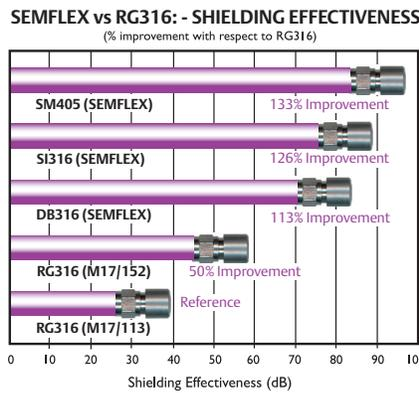 SEMFLEX vs RG316: - SHIELDING EFFECTIVENESS
(% improvement with respect to RG316)
SM405 (SEMFLEX) 133% Improvement
SI316 (SEMFLEX) 126% Improvement
DB316 (SEMFLEX) 113% Improvement
RG316 (M17/152) 50% Improvement
Reference
RG316 (M17/113)
0 10 20 30 40 50 60 70 80 90 10
Shielding Effectiveness (dB)